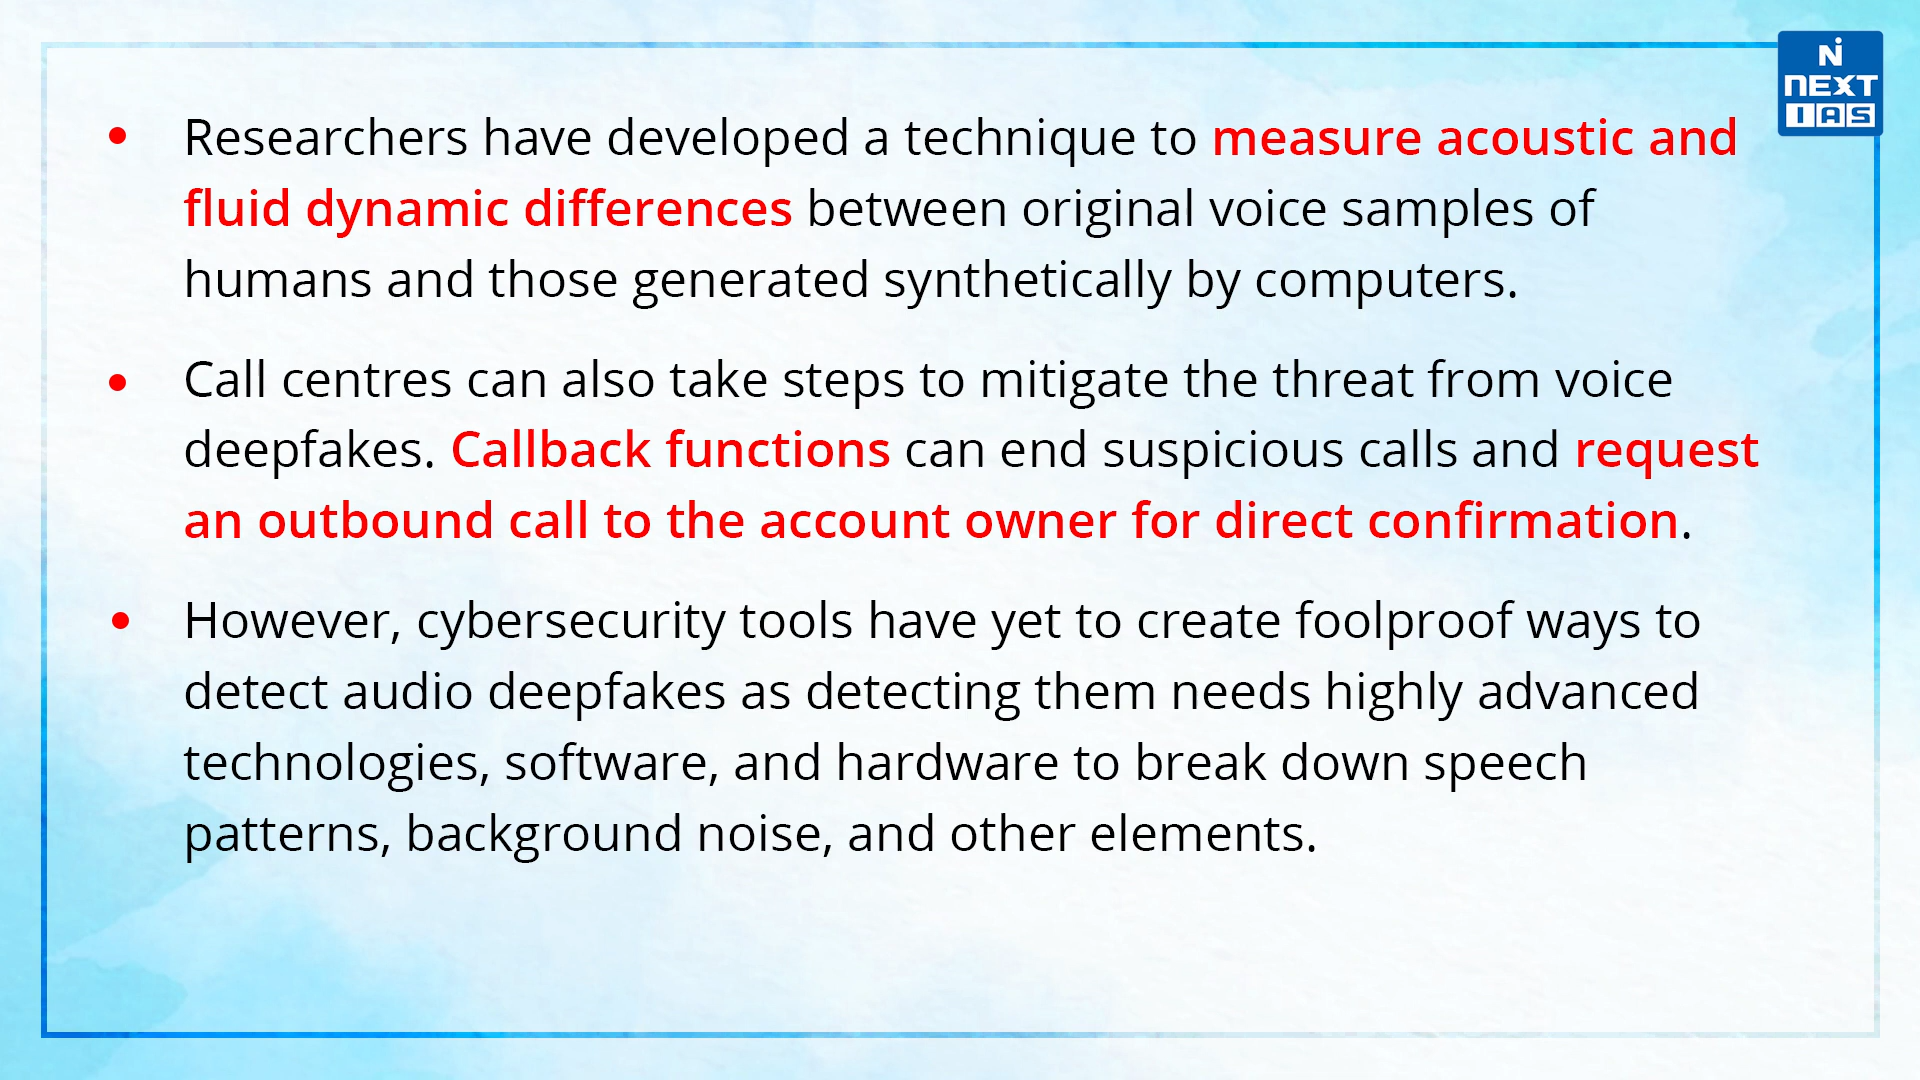 N
NEXT
IAS
Researchers have developed a technique to measure acoustic and
fluid dynamic differences between original voice samples of
humans and those generated synthetically by computers.
Call centres can also take steps to mitigate the threat from voice
deepfakes. Callback functions can end suspicious calls and request
an outbound call to the account owner for direct confirmation.
However, cybersecurity tools have yet to create foolproof ways to
detect audio deepfakes as detecting them needs highly advanced
technologies, software, and hardware to break down speech
patterns, background noise, and other elements.